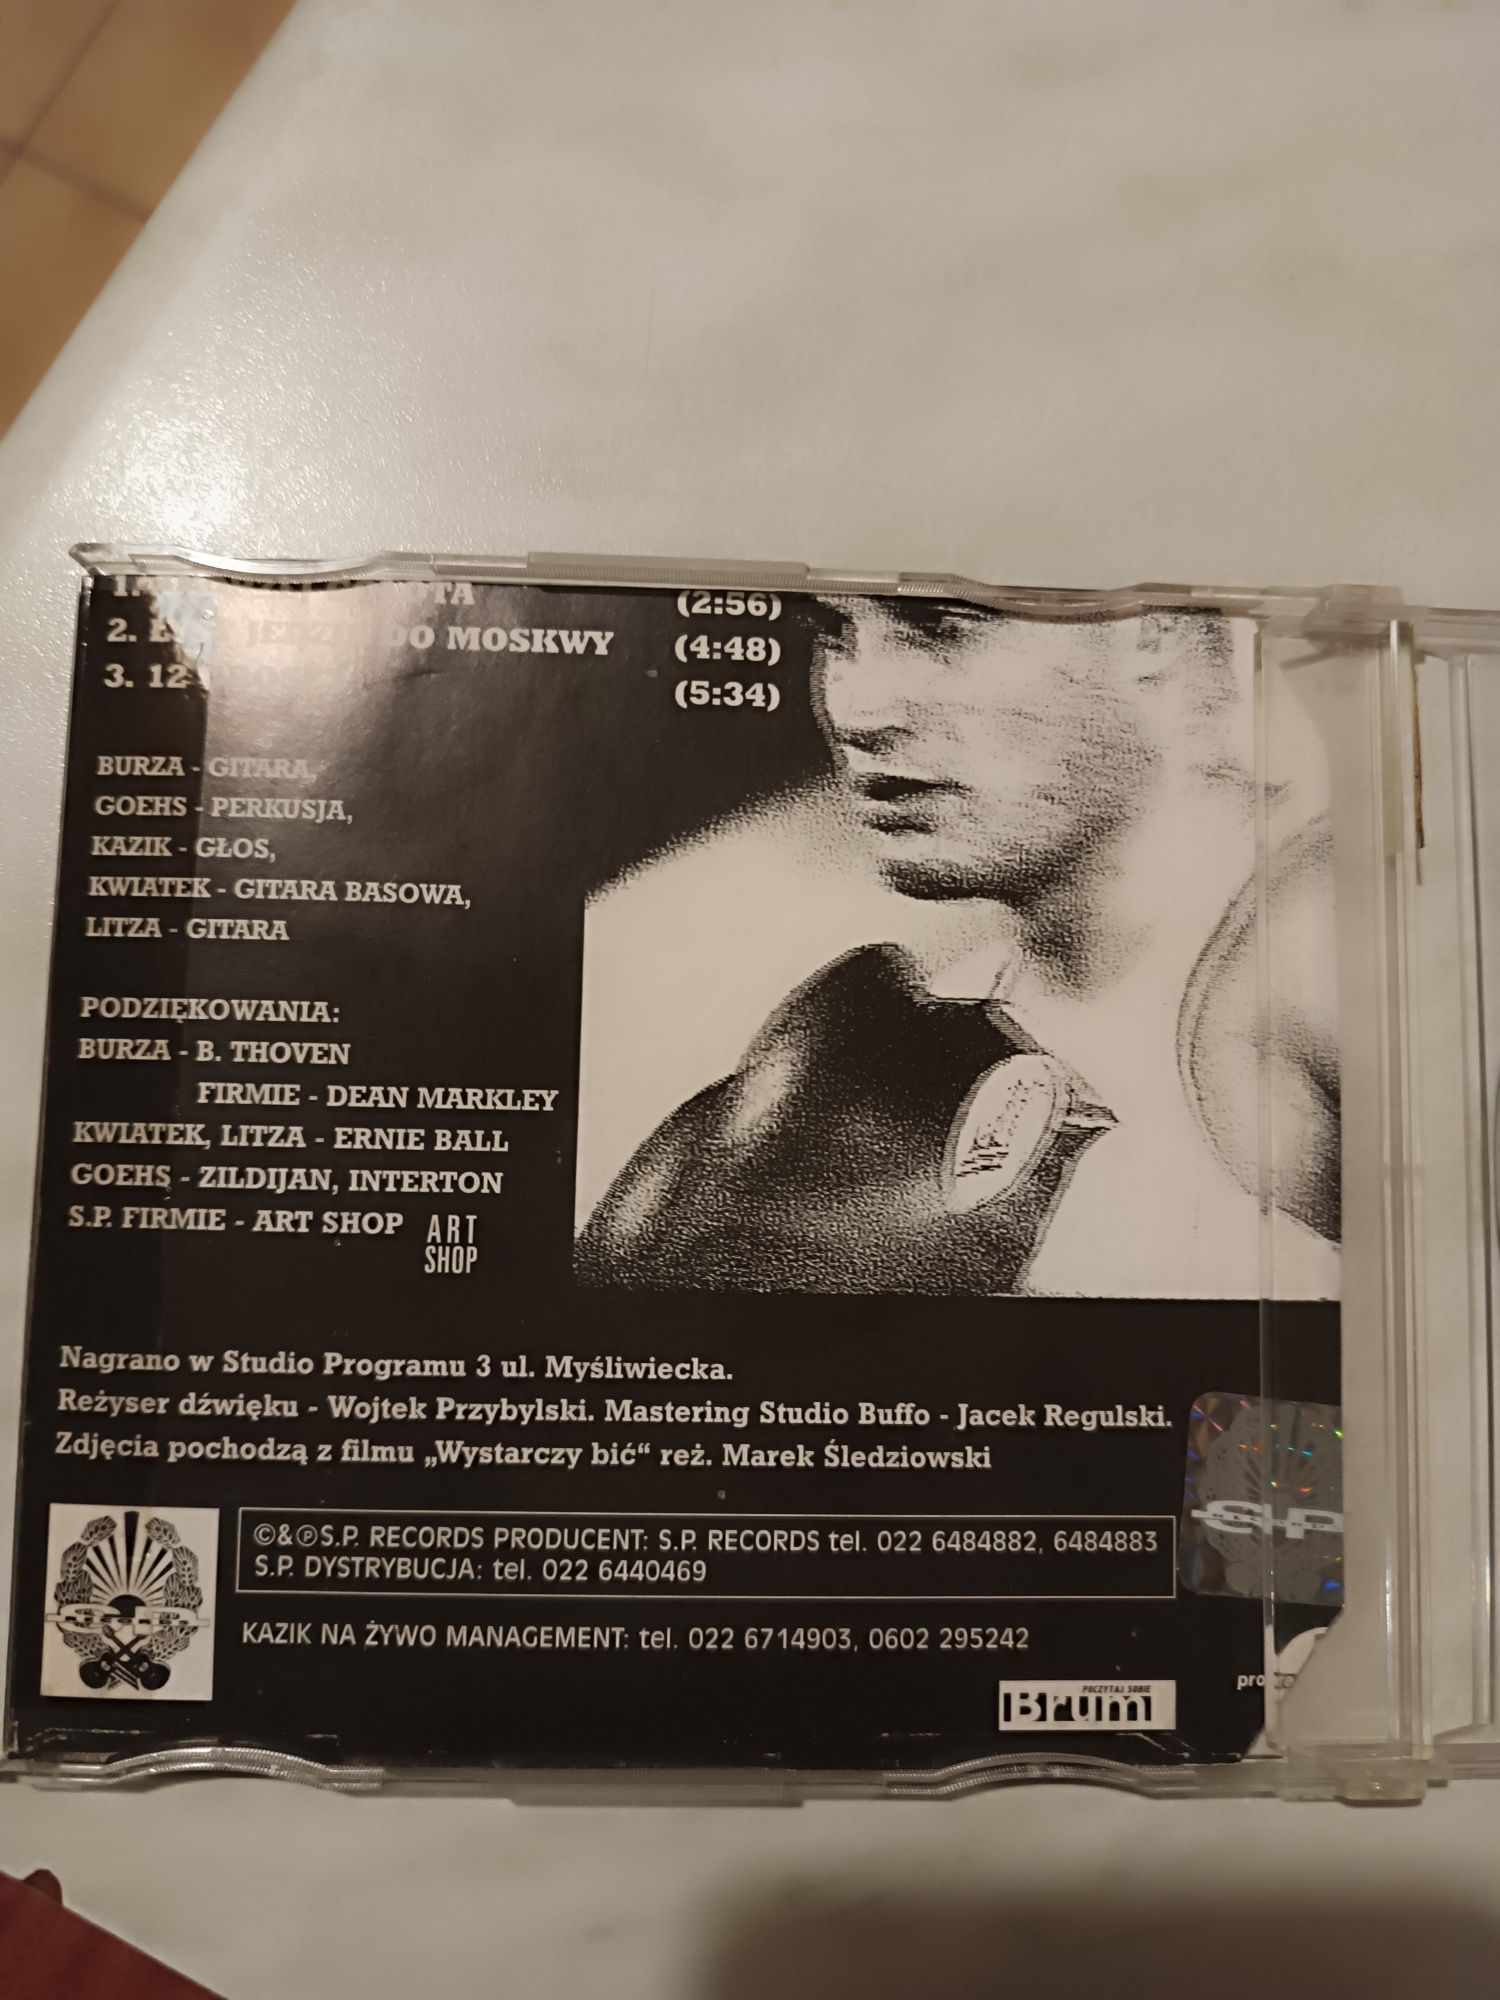 1. OTA (2:56)
2. DO MOSKWY (4:48)
3. 12 (5:34)
BURZA - GITARA,
GOEHS - PERKUSJA,
KAZIK - GŁOS,
KWIATEK - GITARA BASOWA,
LITZA - GITARA
PODZIĘKOWANIA:
BURZA - B. THOVEN
FIRMIE - DEAN MARKLEY
KWIATEK, LITZA - ERNIE BALL
GOEHS - ZILDIJAN, INTERTON
S.P. FIRMIE - ART SHOP
ART
SHOP
Nagrano w Studio Programu 3 ul. Myśliwiecka.
Reżyser dźwięku - Wojtek Przybylski. Mastering Studio Buffo - Jacek Regulski.
Zdjęcia pochodzą z filmu „Wystarczy bić“ reż. Marek Śledziowski
©&℗S.P. RECORDS PRODUCENT: S.P. RECORDS tel. 022 6484882, 6484883
S.P. DYSTRYBUCJA: tel. 022 6440469
KAZIK NA ŻYWO MANAGEMENT: tel. 022 6714903, 0602 295242
POCZYTAJ SOBIE
Brum